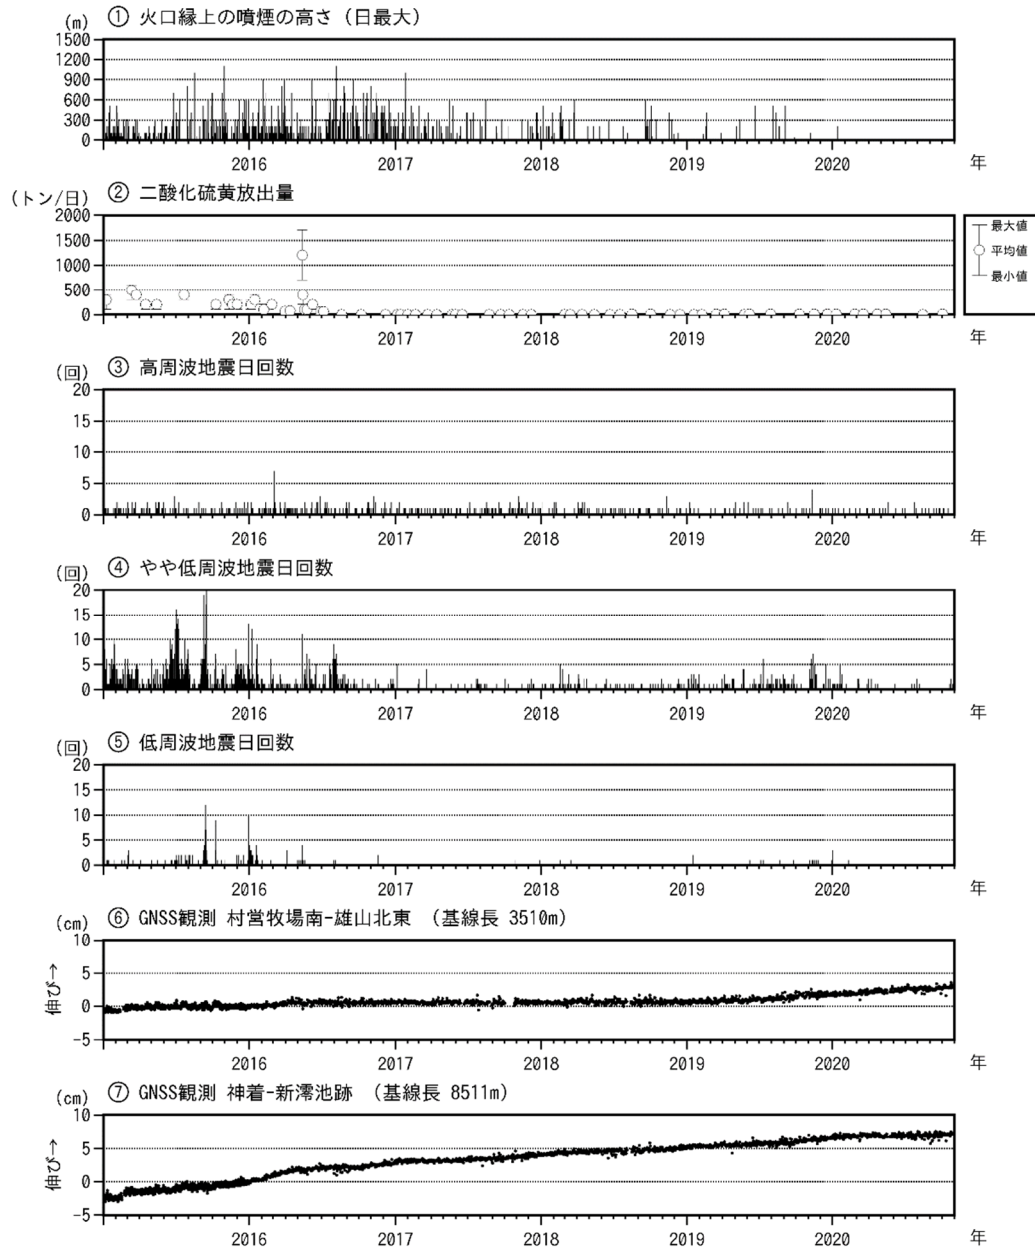 (m) ① 火口縁上の噴煙の高さ（日最大）
1500
1200
900
600
300
0
2016 2017 2018 2019 2020 年
(トン/日) ② 二酸化硫黄放出量
2000
1500
1000
500
0
最大値
平均値
最小値
2016 2017 2018 2019 2020 年
(回) ③ 高周波地震日回数
20
15
10
5
0
2016 2017 2018 2019 2020 年
(回) ④ やや低周波地震日回数
20
15
10
5
0
2016 2017 2018 2019 2020 年
(回) ⑤ 低周波地震日回数
20
15
10
5
0
2016 2017 2018 2019 2020 年
(cm) ⑥ GNSS観測 村営牧場南-雄山北東 （基線長 3510m）
10
5
0
-5
伸び→
2016 2017 2018 2019 2020 年
(cm) ⑦ GNSS観測 神着-新澪池跡 （基線長 8511m）
10
5
0
-5
伸び→
2016 2017 2018 2019 2020 年